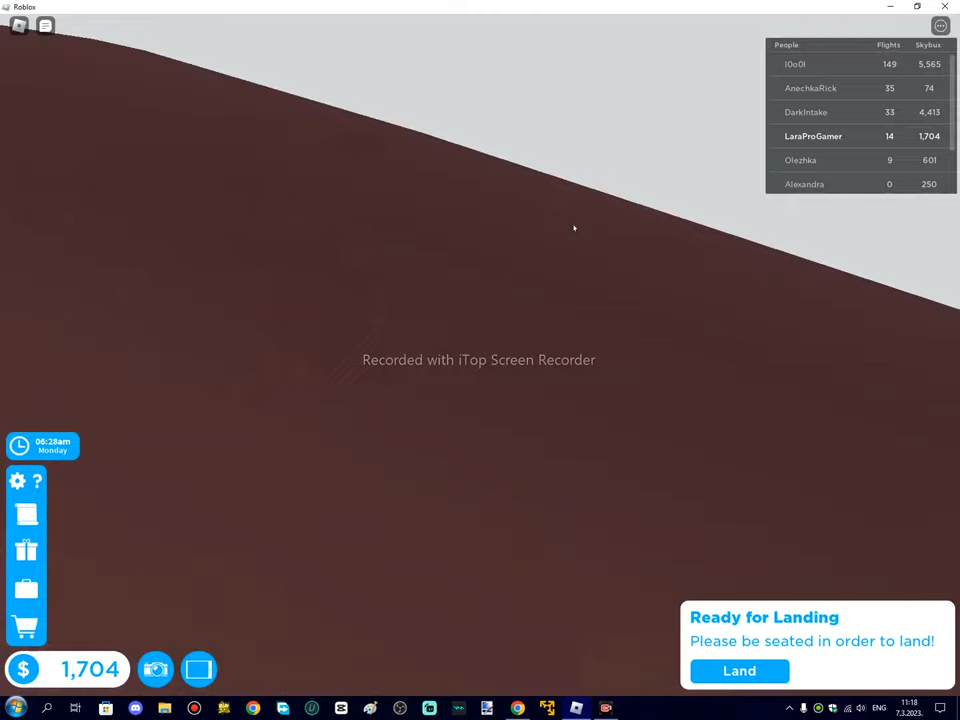 Roblox
People Flights Skybux
l0o0l 149 5,565
AnechkaRick 35 74
DarkIntake 33 4,413
LaraProGamer 14 1,704
Olezhka 9 601
Alexandra 0 250
Recorded with iTop Screen Recorder
06:28am
Monday
?
Ready for Landing
Please be seated in order to land!
Land
$ 1,704
ENG
11:18
7.3.2023.